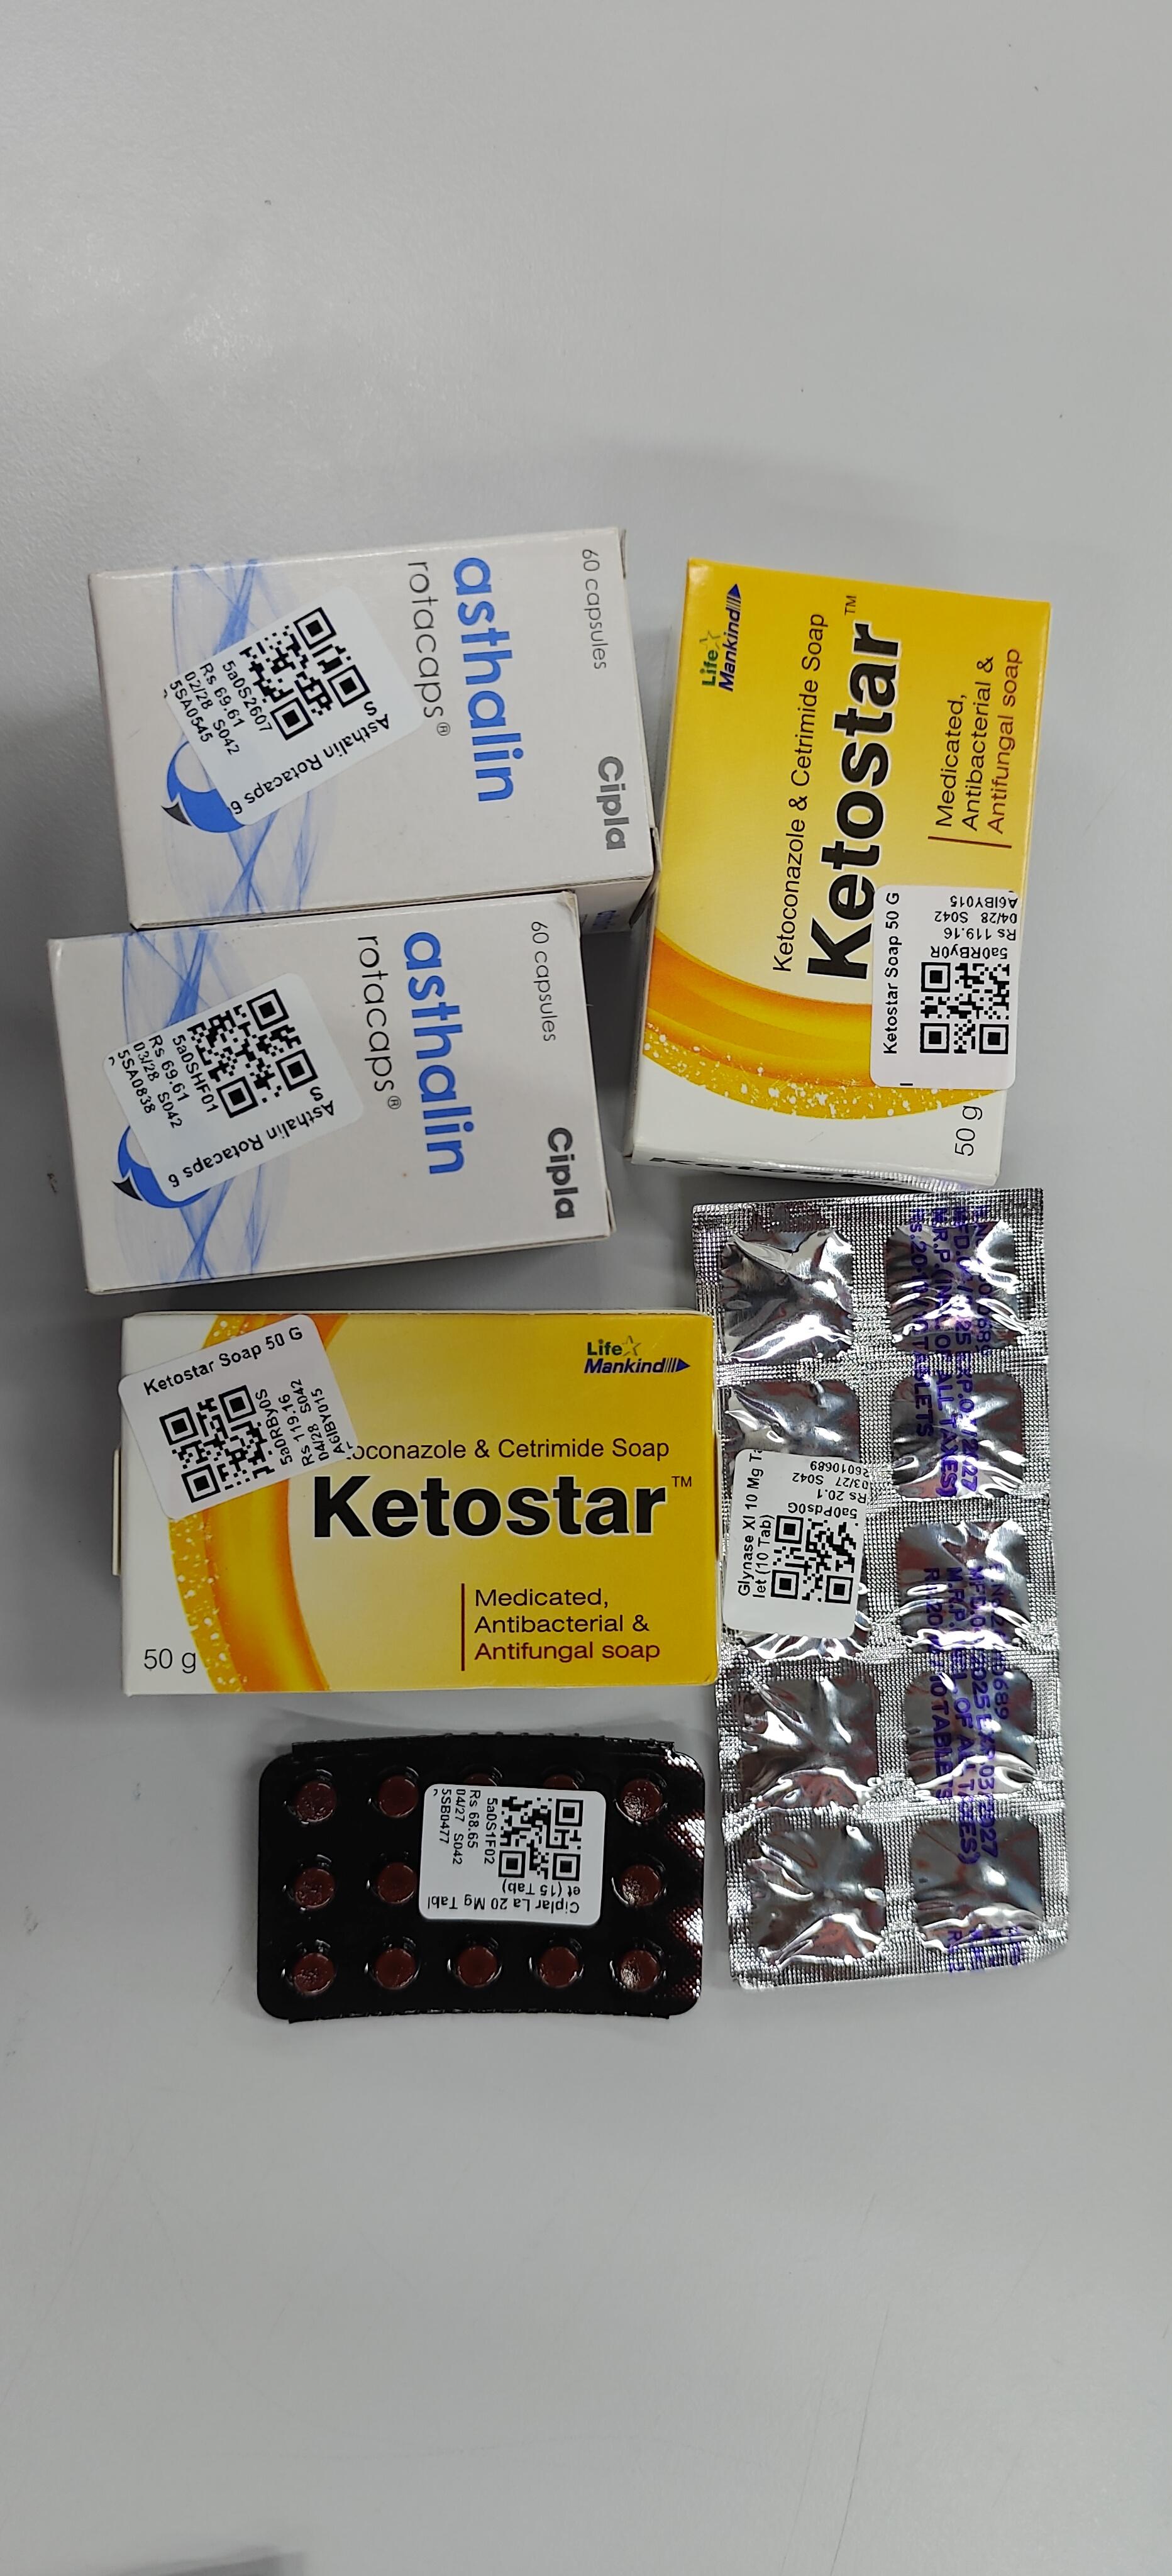 60 capsules
asthalin
rotacaps®
Cipla
Asthalin Rotacaps 6
S
5a0S2607
Rs 69.61
02/28 S042
5SA0545
60 capsules
asthalin
rotacaps®
Cipla
Asthalin Rotacaps 6
S
5a0SHF01
Rs 69.61
03/28 S042
5SA0838
Life
Mankind
Ketoconazole & Cetrimide Soap
Ketostar™
Medicated,
Antibacterial &
Antifungal soap
50 g
Ketostar Soap 50 G
5a0RBy0R
Rs 119.16
04/28 S042
A6IBY015
Life
Mankind
oconazole & Cetrimide Soap
Ketostar™
Medicated,
Antibacterial &
Antifungal soap
50 g
Ketostar Soap 50 G
5a0RBy0S
Rs 119.16
04/28 S042
A6IBY015
Glynase Xl 10 Mg Ta
let (10 Tab)
5a0Pds0G
Rs 20.1
03/27 S042
26010689
Ciplar La 20 Mg Tabl
et (15 Tab)
5a0S1F02
Rs 68.65
04/27 S042
5SB0477